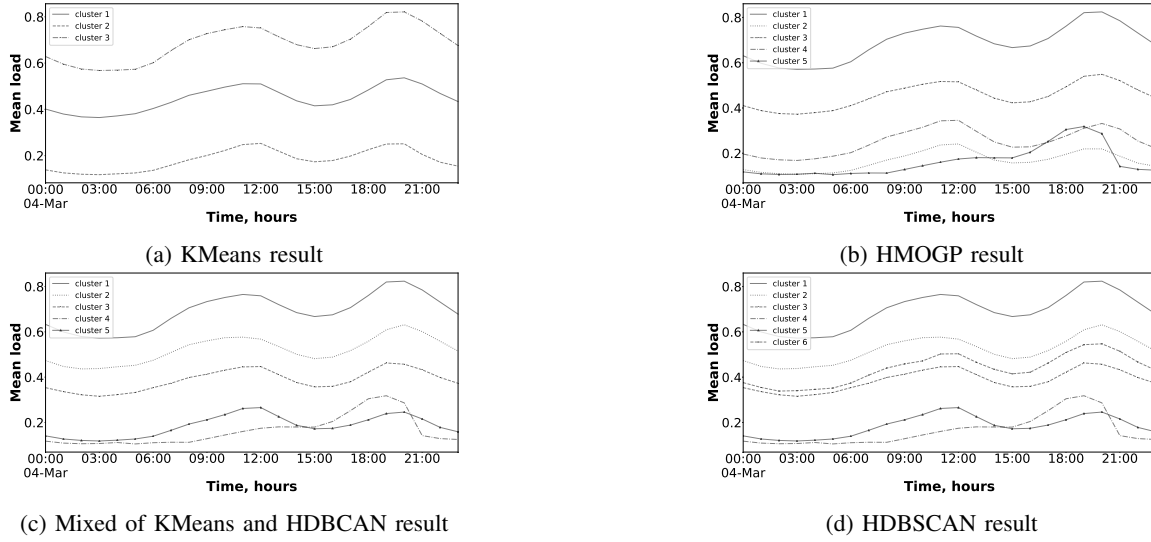 cluster 1
cluster 2
cluster 3
Mean load
0.8
0.6
0.4
0.2
00:00 03:00 06:00 09:00 12:00 15:00 18:00 21:00
04-Mar
Time, hours
(a) KMeans result
cluster 1
cluster 2
cluster 3
cluster 4
cluster 5
Mean load
0.8
0.6
0.4
0.2
00:00 03:00 06:00 09:00 12:00 15:00 18:00 21:00
04-Mar
Time, hours
(b) HMOGP result
cluster 1
cluster 2
cluster 3
cluster 4
cluster 5
Mean load
0.8
0.6
0.4
0.2
00:00 03:00 06:00 09:00 12:00 15:00 18:00 21:00
04-Mar
Time, hours
(c) Mixed of KMeans and HDBCAN result
cluster 1
cluster 2
cluster 3
cluster 4
cluster 5
cluster 6
Mean load
0.8
0.6
0.4
0.2
00:00 03:00 06:00 09:00 12:00 15:00 18:00 21:00
04-Mar
Time, hours
(d) HDBSCAN result